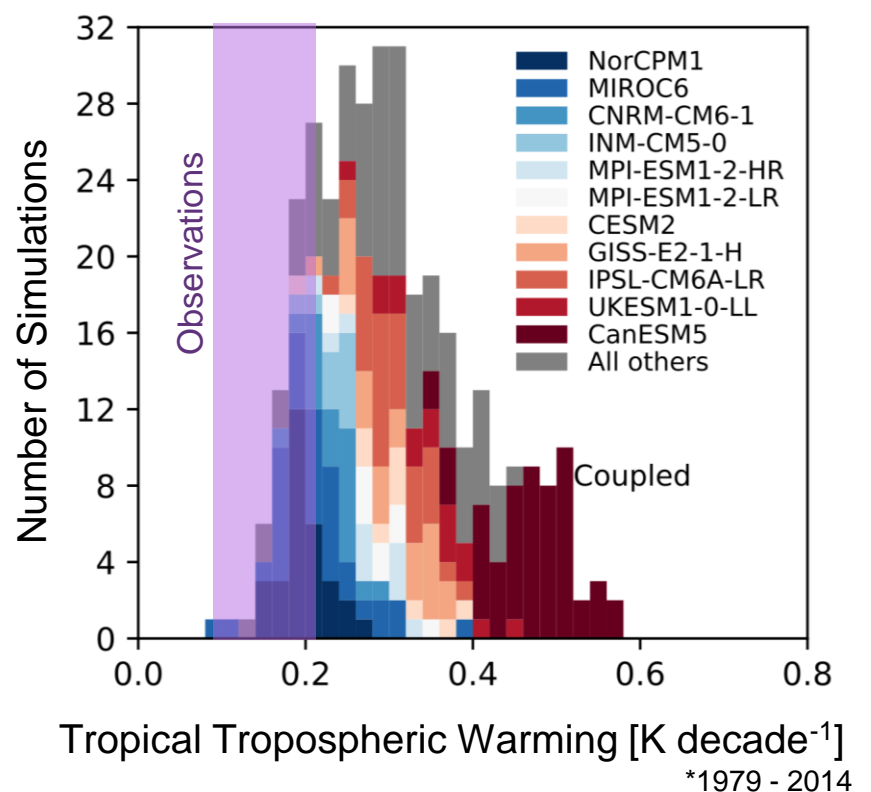 32
28
24
20
16
12
8
4
0
Number of Simulations
Observations
NorCPM1
MIROC6
CNRM-CM6-1
INM-CM5-0
MPI-ESM1-2-HR
MPI-ESM1-2-LR
CESM2
GISS-E2-1-H
IPSL-CM6A-LR
UKESM1-0-LL
CanESM5
All others
Coupled
0.0 0.2 0.4 0.6 0.8
Tropical Tropospheric Warming [K decade⁻¹]
*1979 - 2014